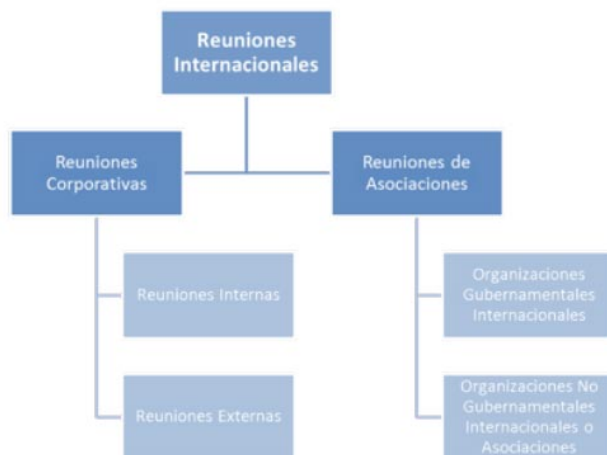 Reuniones
Internacionales
Reuniones
Corporativas
Reuniones de
Asociaciones
Reuniones Internas
Organizaciones
Gubernamentales
Internacionales
Reuniones Externas
Organizaciones No
Gubernamentales
Internacionales o
Asociaciones